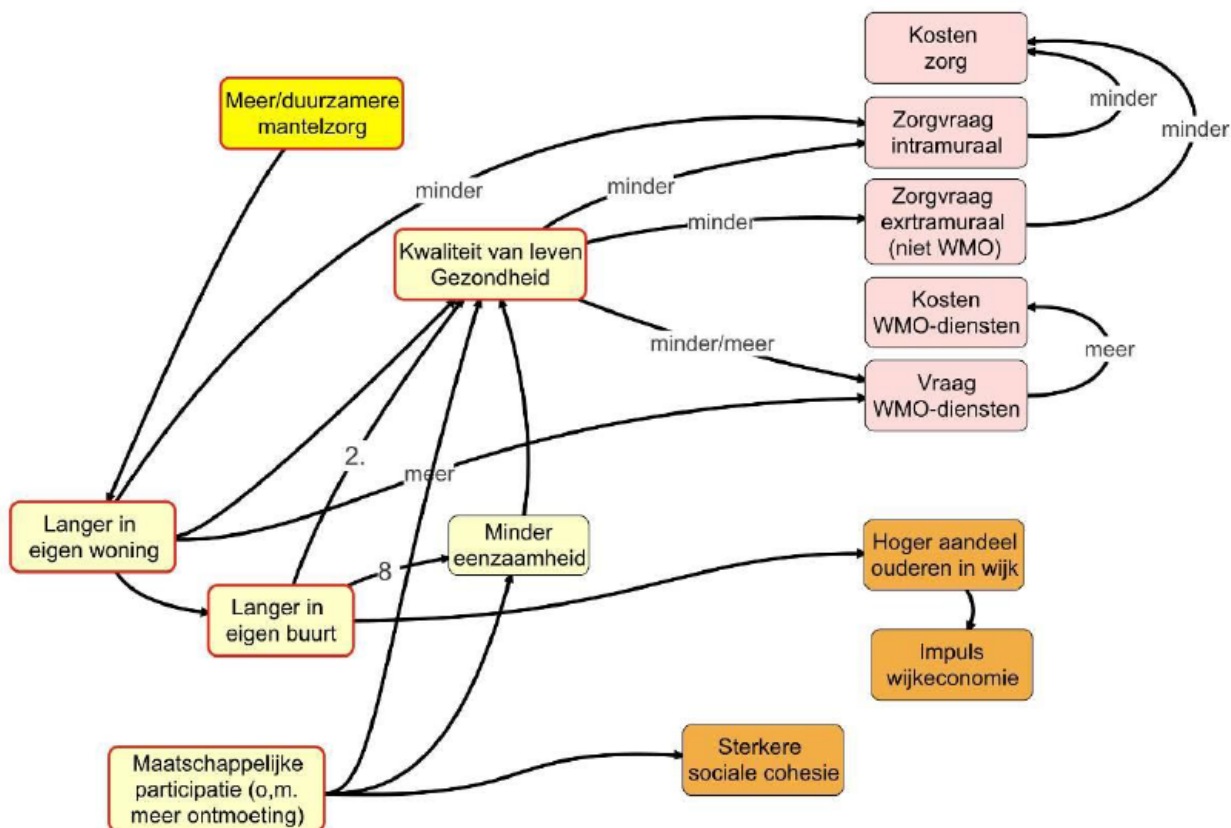 Kosten
zorg
Meer/duurzamere
mantelzorg
minder
Zorgvraag
intramuraal
minder
minder
minder
Zorgvraag
exrtramuraal
(niet WMO)
minder
Kwaliteit van leven
Gezondheid
Kosten
WMO-diensten
minder/meer
meer
Vraag
WMO-diensten
2.
meer
Langer in
eigen woning
Minder
eenzaamheid
Hoger aandeel
ouderen in wijk
8
Langer in
eigen buurt
Impuls
wijkeconomie
Sterkere
sociale cohesie
Maatschappelijke
participatie (o,m.
meer ontmoeting)